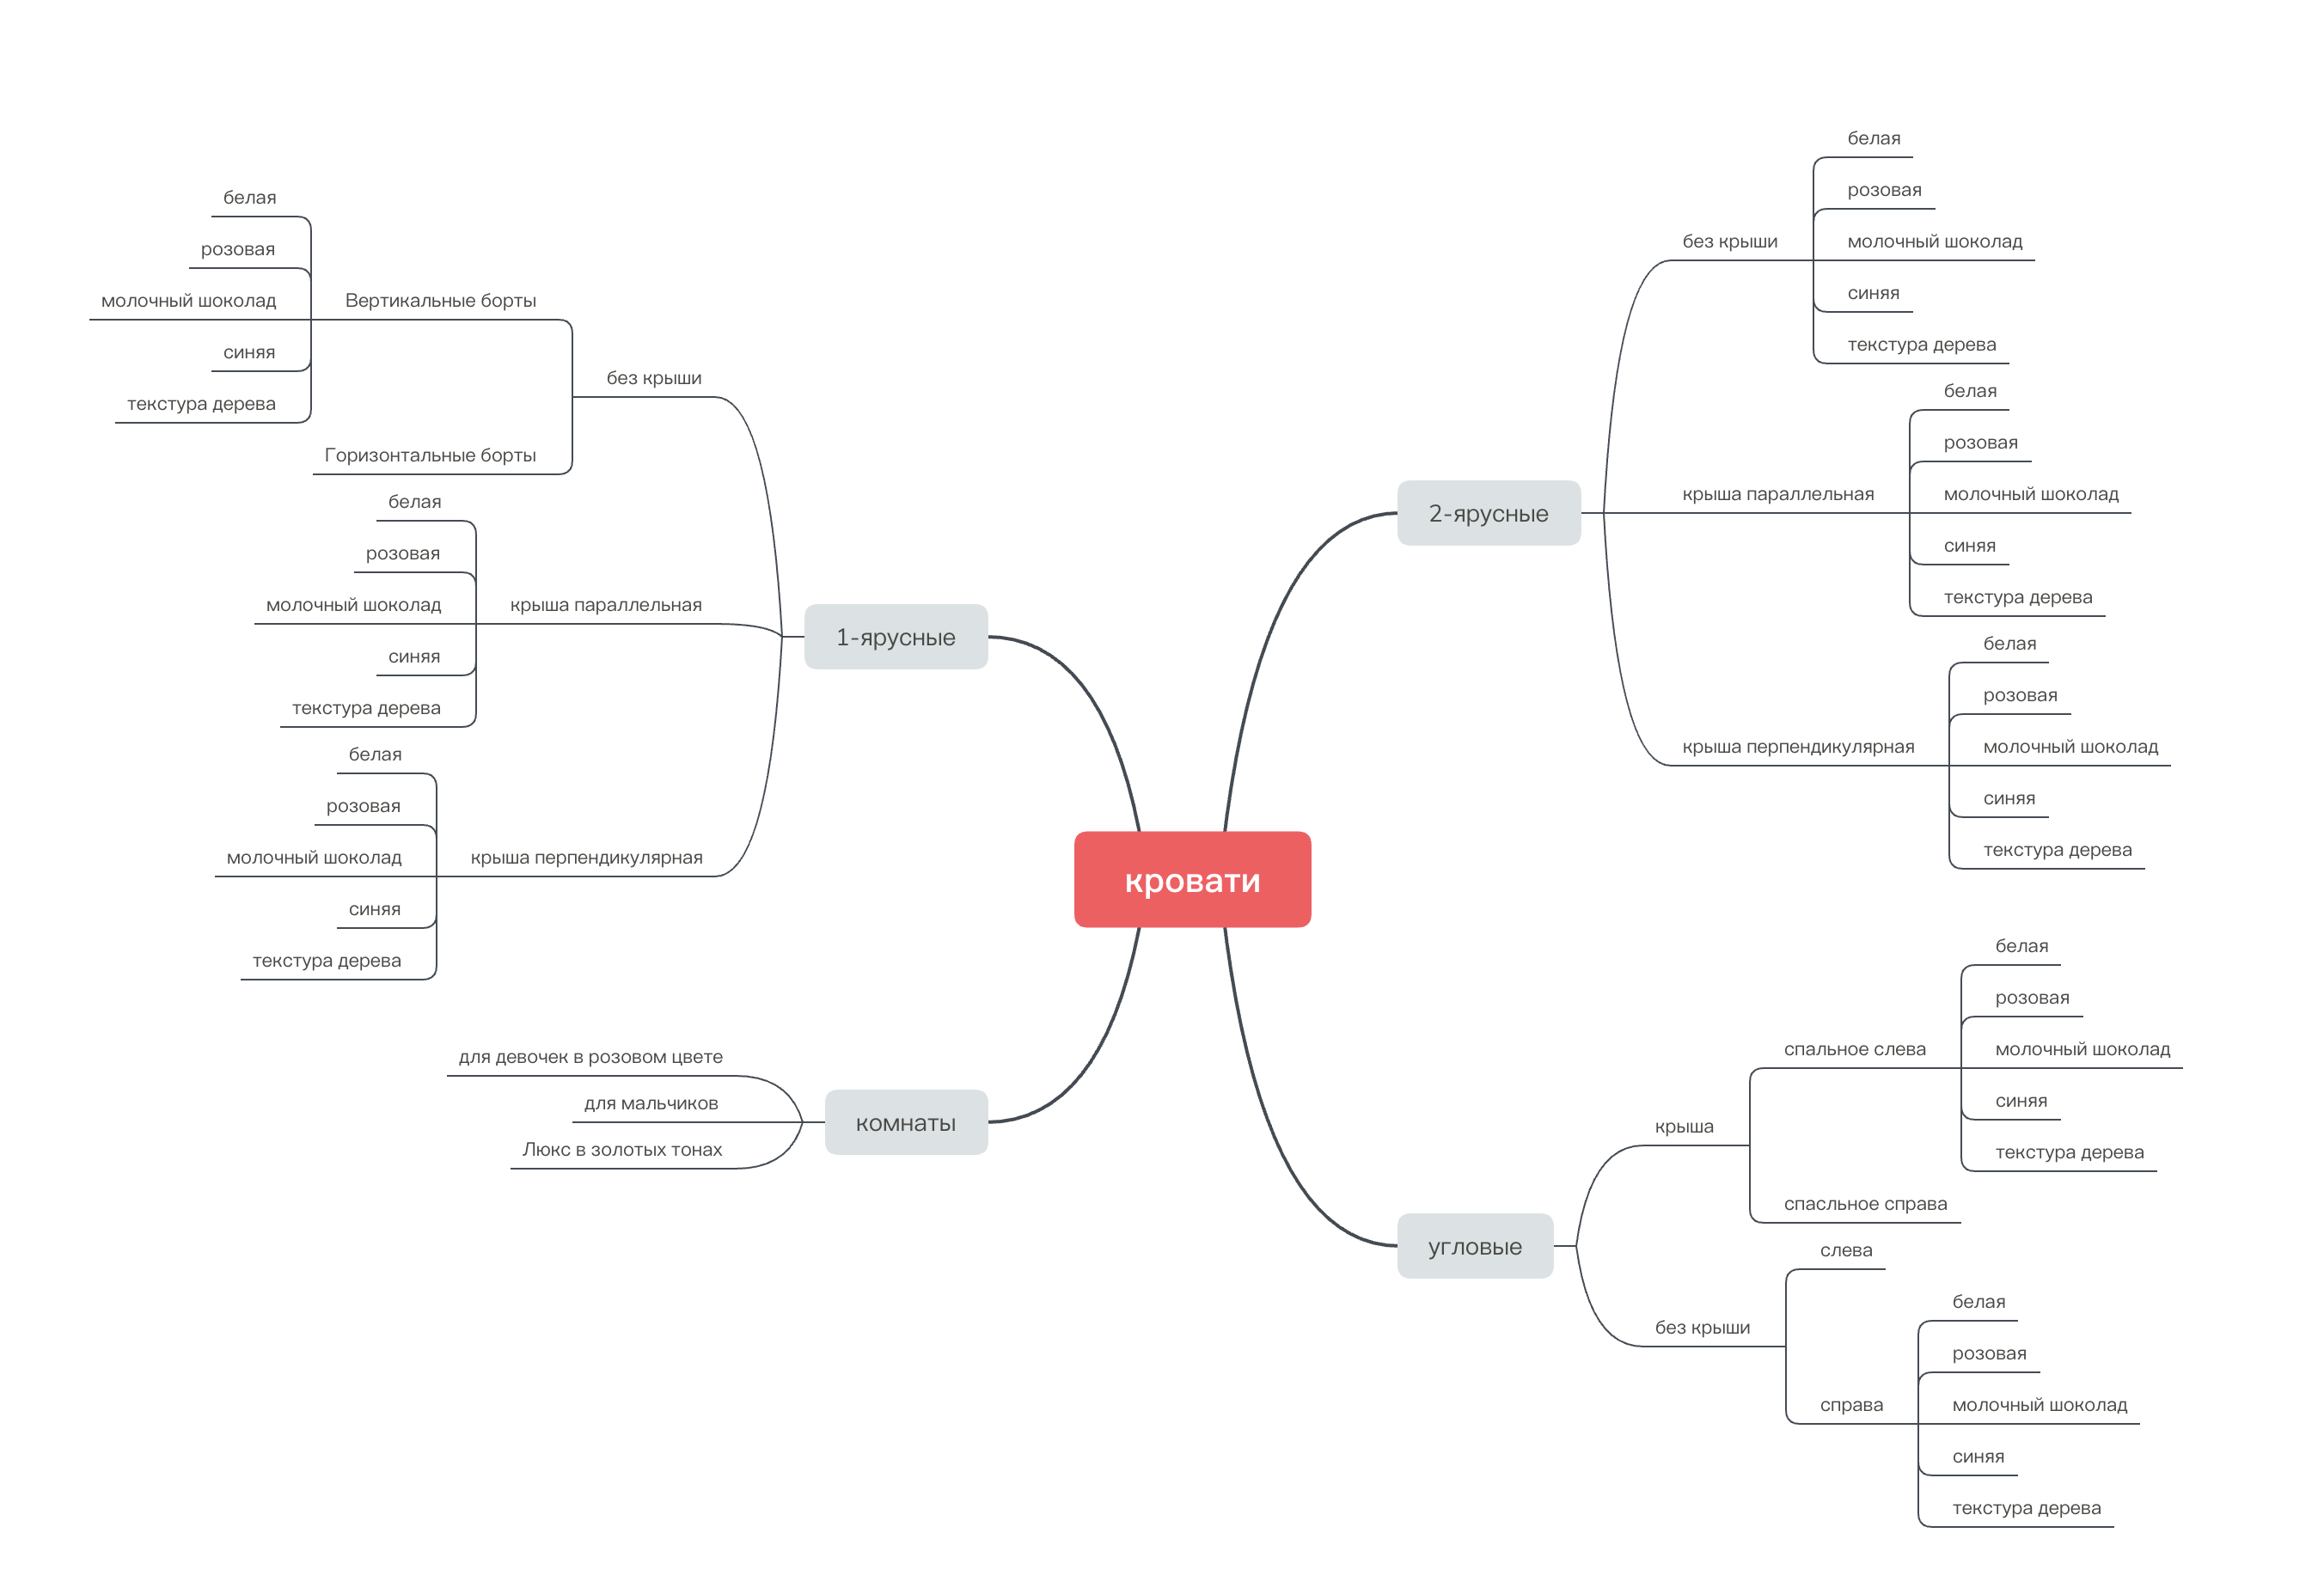 кровати
1-ярусные
без крыши
Вертикальные борты
белая
розовая
молочный шоколад
синяя
текстура дерева
Горизонтальные борты
крыша параллельная
белая
розовая
молочный шоколад
синяя
текстура дерева
крыша перпендикулярная
белая
розовая
молочный шоколад
синяя
текстура дерева
комнаты
для девочек в розовом цвете
для мальчиков
Люкс в золотых тонах
2-ярусные
без крыши
белая
розовая
молочный шоколад
синяя
текстура дерева
крыша параллельная
белая
розовая
молочный шоколад
синяя
текстура дерева
крыша перпендикулярная
белая
розовая
молочный шоколад
синяя
текстура дерева
угловые
крыша
спальное слева
белая
розовая
молочный шоколад
синяя
текстура дерева
спасльное справа
без крыши
слева
справа
белая
розовая
молочный шоколад
синяя
текстура дерева